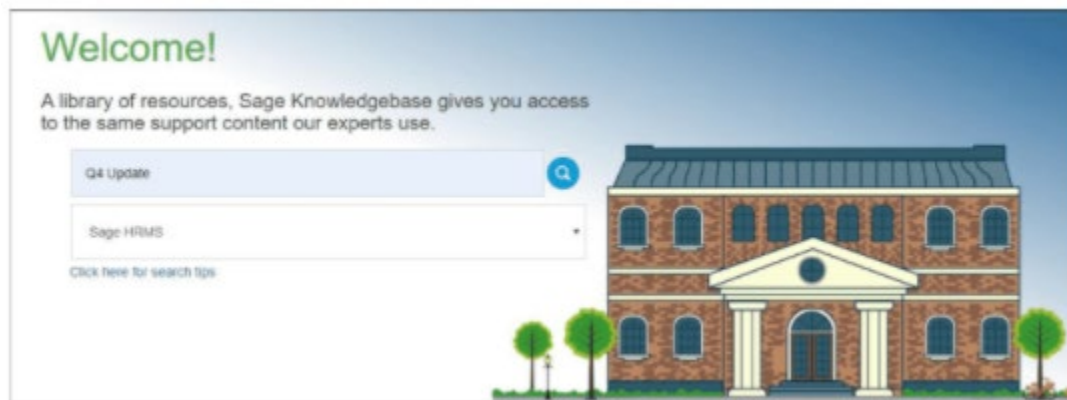 Welcome!
A library of resources, Sage Knowledgebase gives you access
to the same support content our experts use.
Q4 Update
Sage HRMS
Click here for search tips